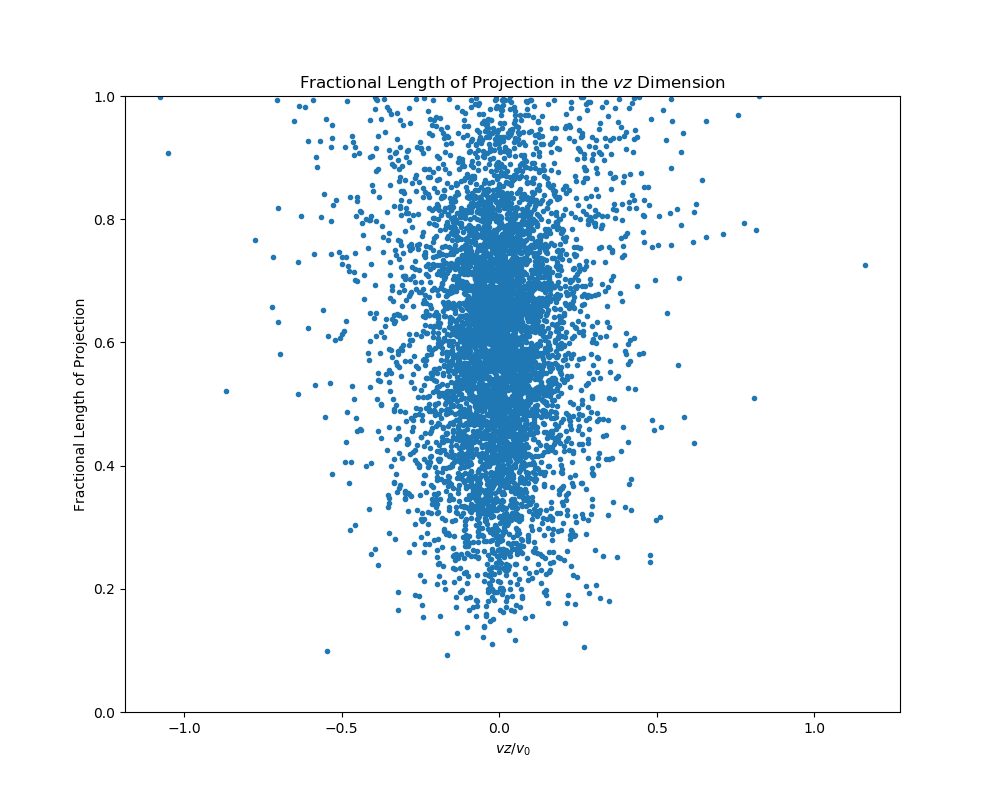 Fractional Length of Projection in the vz Dimension
1.0
0.8
0.6
0.4
0.2
0.0
Fractional Length of Projection
−1.0 −0.5 0.0 0.5 1.0
vz/v₀